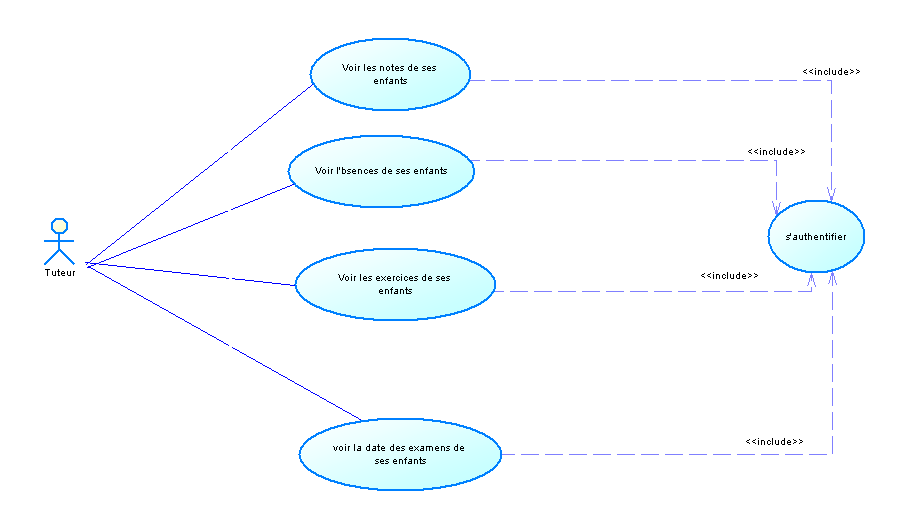 Voir les notes de ses
enfants
<<include>>
Voir l'bsences de ses enfants
<<include>>
Tuteur
s'authentifier
Voir les exercices de ses
enfants
<<include>>
voir la date des examens de
ses enfants
<<include>>